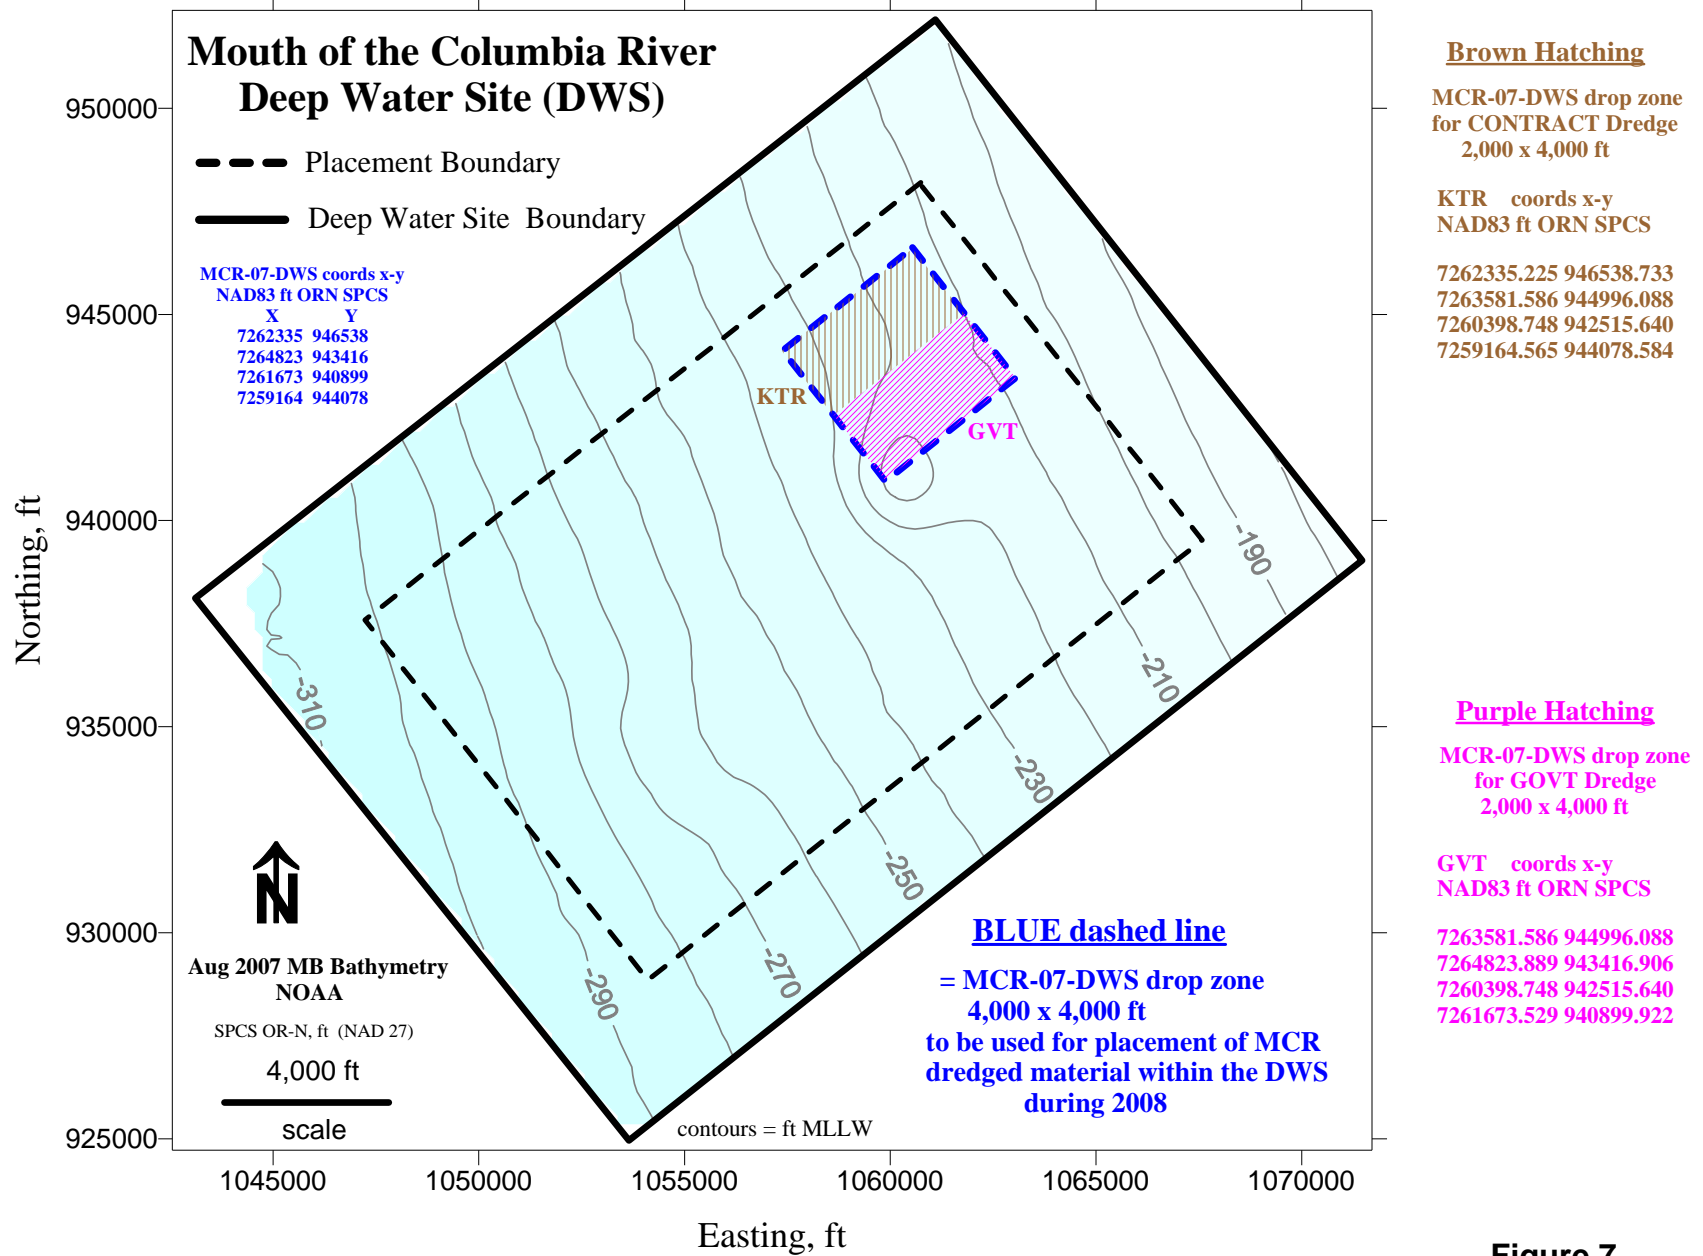 Mouth of the Columbia River
Deep Water Site (DWS)
Placement Boundary
Deep Water Site Boundary
MCR-07-DWS coords x-y
NAD83 ft ORN SPCS
X Y
7262335 946538
7264823 943416
7261673 940899
7259164 944078
950000
945000
940000
935000
930000
925000
Northing, ft
KTR
GVT
-190
-210
-230
-250
-270
-290
-310
N
Aug 2007 MB Bathymetry
NOAA
SPCS OR-N, ft (NAD 27)
4,000 ft
scale
contours = ft MLLW
BLUE dashed line
= MCR-07-DWS drop zone
4,000 x 4,000 ft
to be used for placement of MCR
dredged material within the DWS
during 2008
1045000
1050000
1055000
1060000
1065000
1070000
Easting, ft
Brown Hatching
MCR-07-DWS drop zone
for CONTRACT Dredge
2,000 x 4,000 ft
KTR coords x-y
NAD83 ft ORN SPCS
7262335.225 946538.733
7263581.586 944996.088
7260398.748 942515.640
7259164.565 944078.584
Purple Hatching
MCR-07-DWS drop zone
for GOVT Dredge
2,000 x 4,000 ft
GVT coords x-y
NAD83 ft ORN SPCS
7263581.586 944996.088
7264823.889 943416.906
7260398.748 942515.640
7261673.529 940899.922
Figure 7